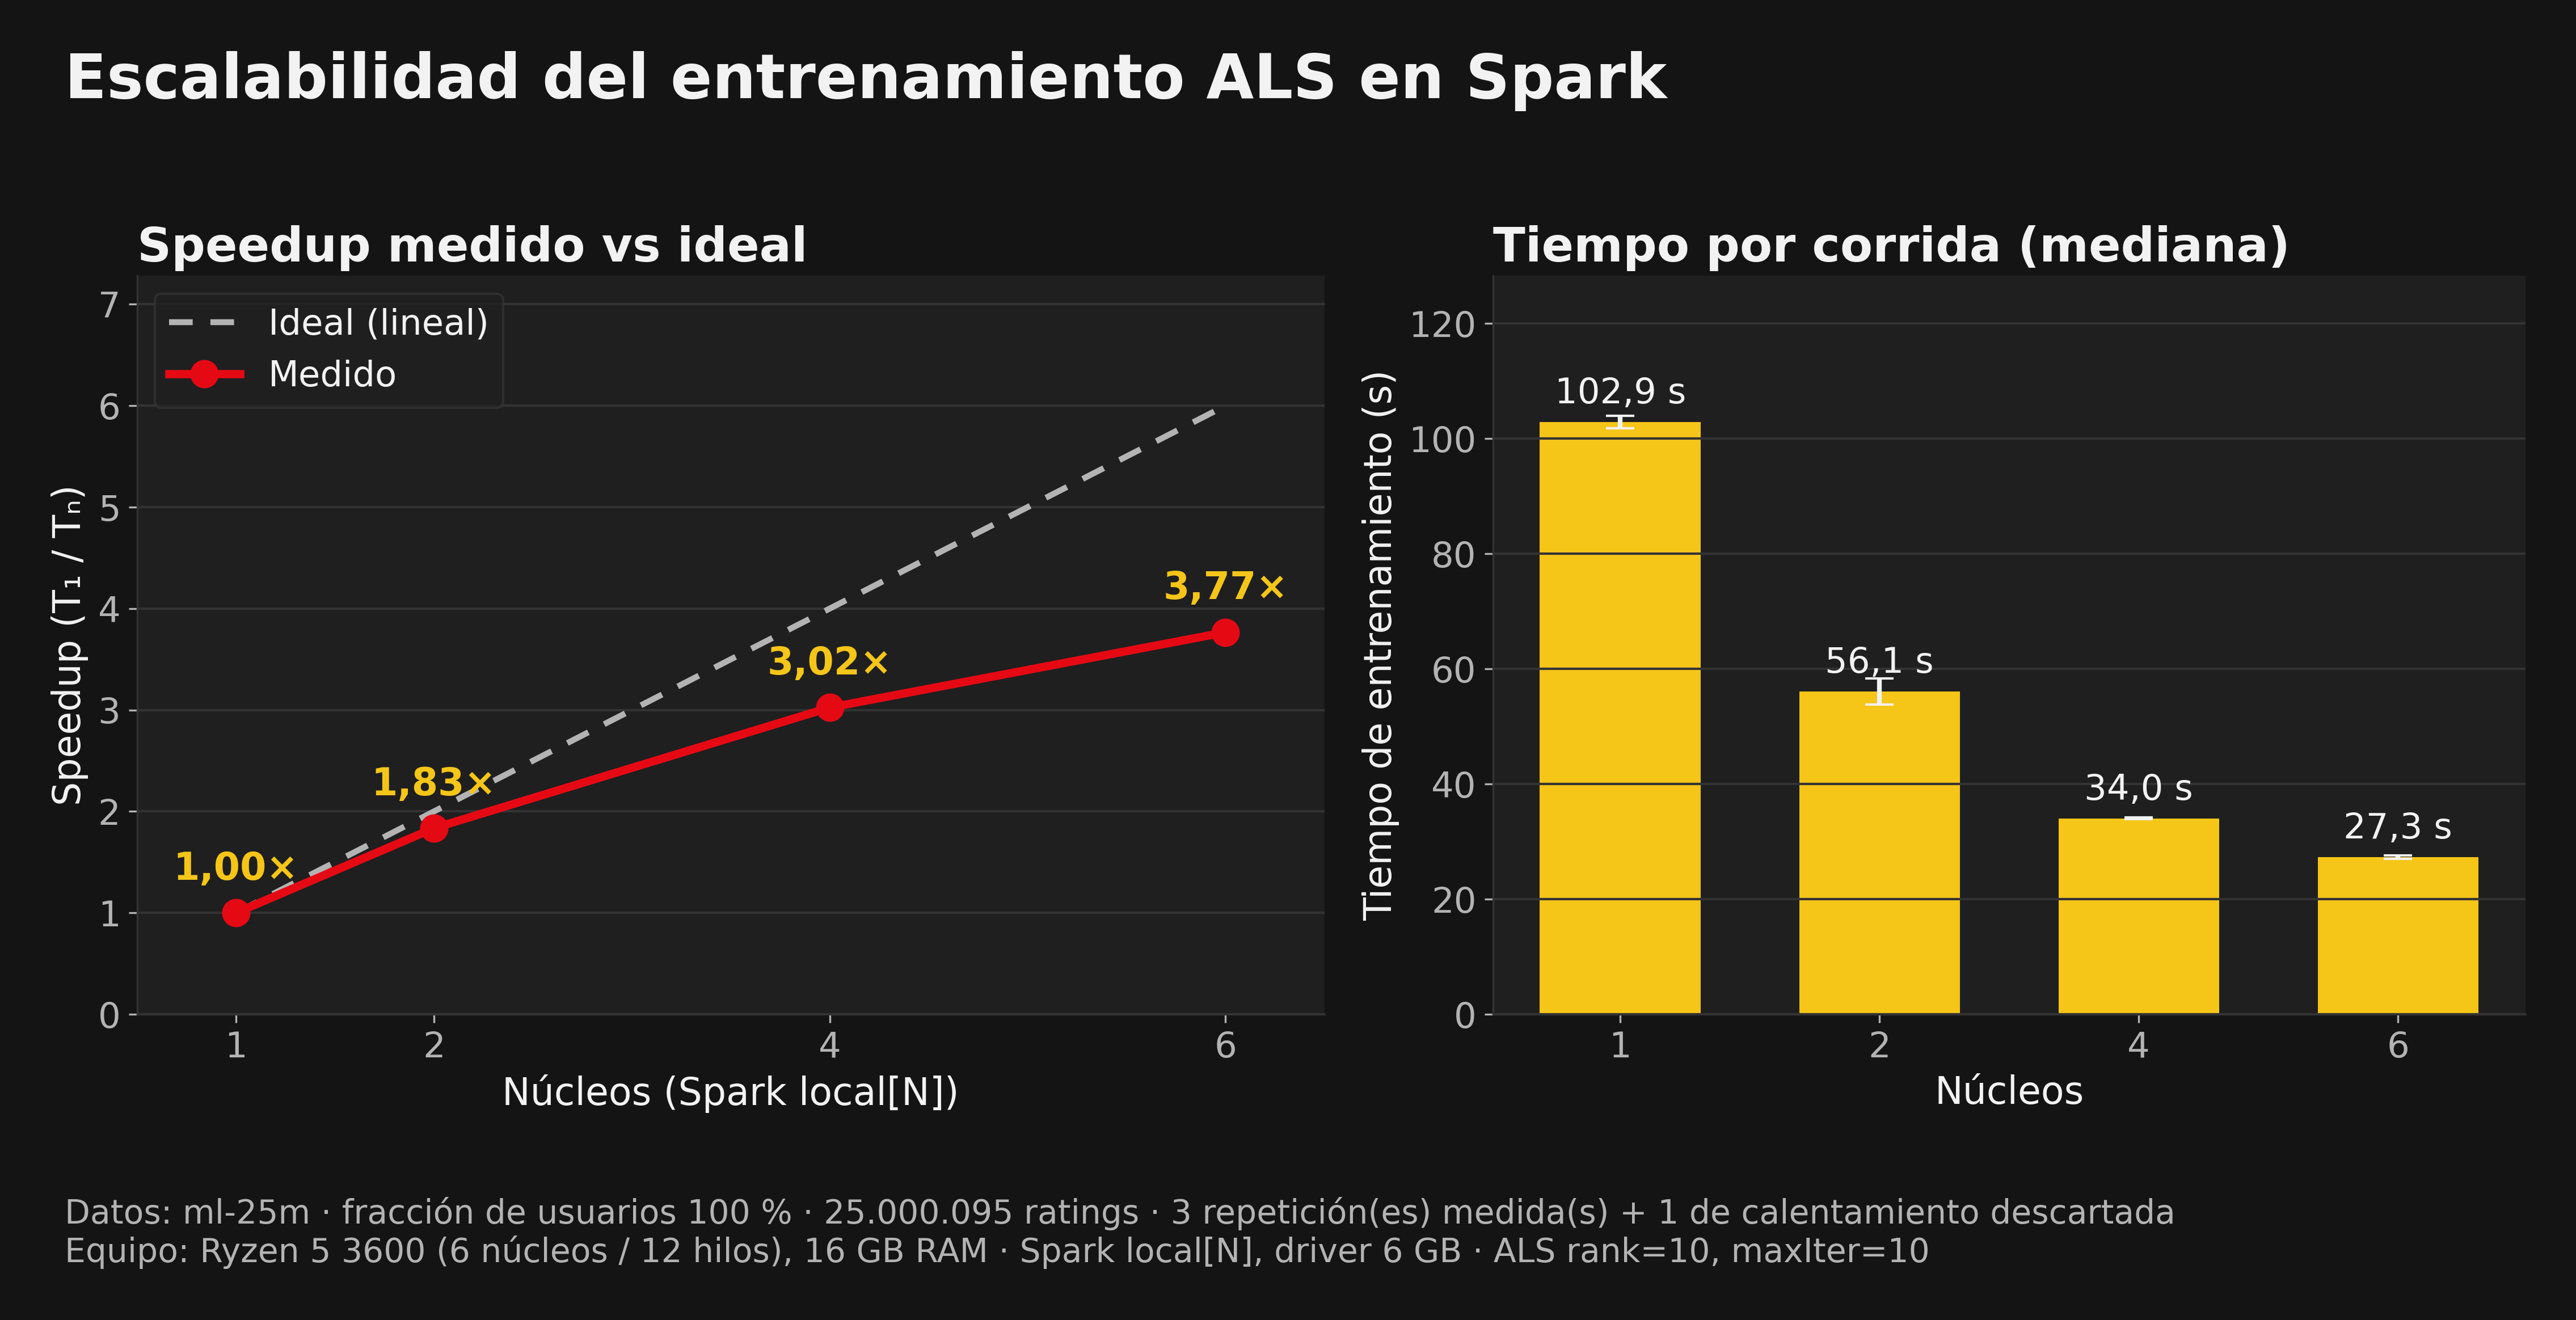 Escalabilidad del entrenamiento ALS en Spark
Speedup medido vs ideal
Speedup (T₁ / Tₙ)
7
6
5
4
3
2
1
0
Ideal (lineal)
Medido
1,00×
1,83×
3,02×
3,77×
1
2
4
6
Núcleos (Spark local[N])
Tiempo por corrida (mediana)
Tiempo de entrenamiento (s)
120
100
80
60
40
20
0
102,9 s
56,1 s
34,0 s
27,3 s
1
2
4
6
Núcleos
Datos: ml-25m · fracción de usuarios 100 % · 25.000.095 ratings · 3 repetición(es) medida(s) + 1 de calentamiento descartada
Equipo: Ryzen 5 3600 (6 núcleos / 12 hilos), 16 GB RAM · Spark local[N], driver 6 GB · ALS rank=10, maxIter=10